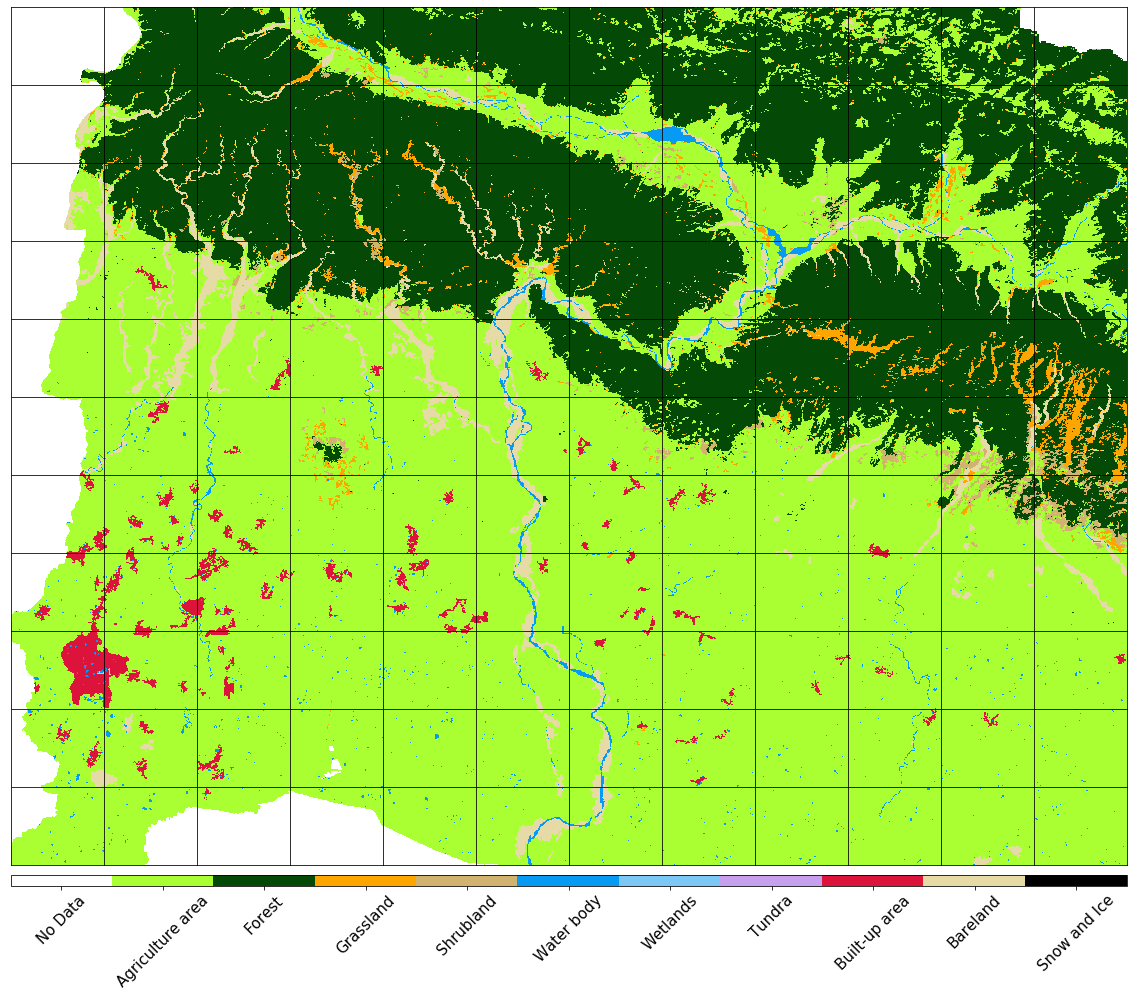 No Data
Agriculture area
Forest
Grassland
Shrubland
Water body
Wetlands
Tundra
Built-up area
Bareland
Snow and Ice